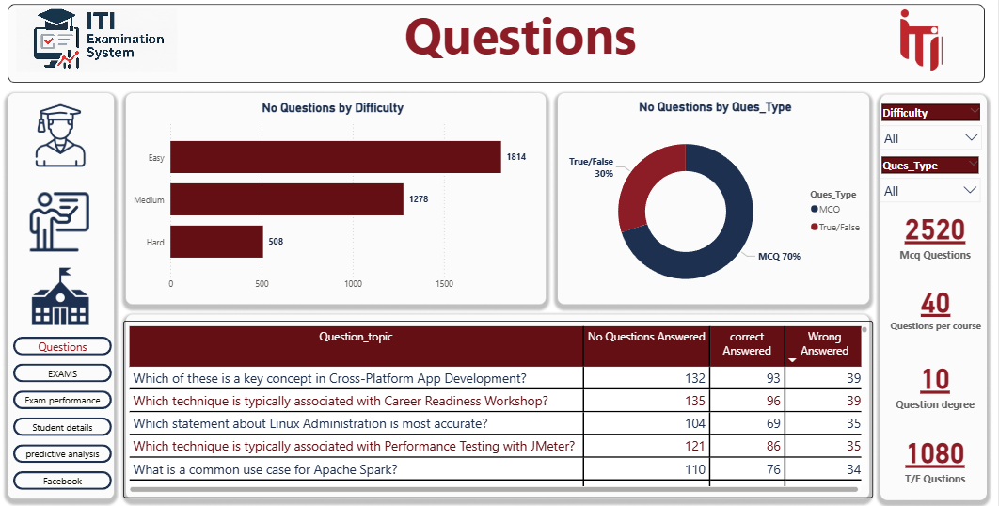 ITI
Examination
System
Questions
iTi
No Questions by Difficulty
Easy
1814
Medium
1278
Hard
508
0
500
1000
1500
No Questions by Ques_Type
True/False
30%
MCQ 70%
Ques_Type
MCQ
True/False
Difficulty
All
Ques_Type
All
2520
Mcq Questions
40
Questions per course
10
Question degree
1080
T/F Qustions
Questions
EXAMS
Exam performance
Student details
predictive analysis
Facebook
Question_topic No Questions Answered correct Answered Wrong Answered
Which of these is a key concept in Cross-Platform App Development? 132 93 39
Which technique is typically associated with Career Readiness Workshop? 135 96 39
Which statement about Linux Administration is most accurate? 104 69 35
Which technique is typically associated with Performance Testing with JMeter? 121 86 35
What is a common use case for Apache Spark? 110 76 34